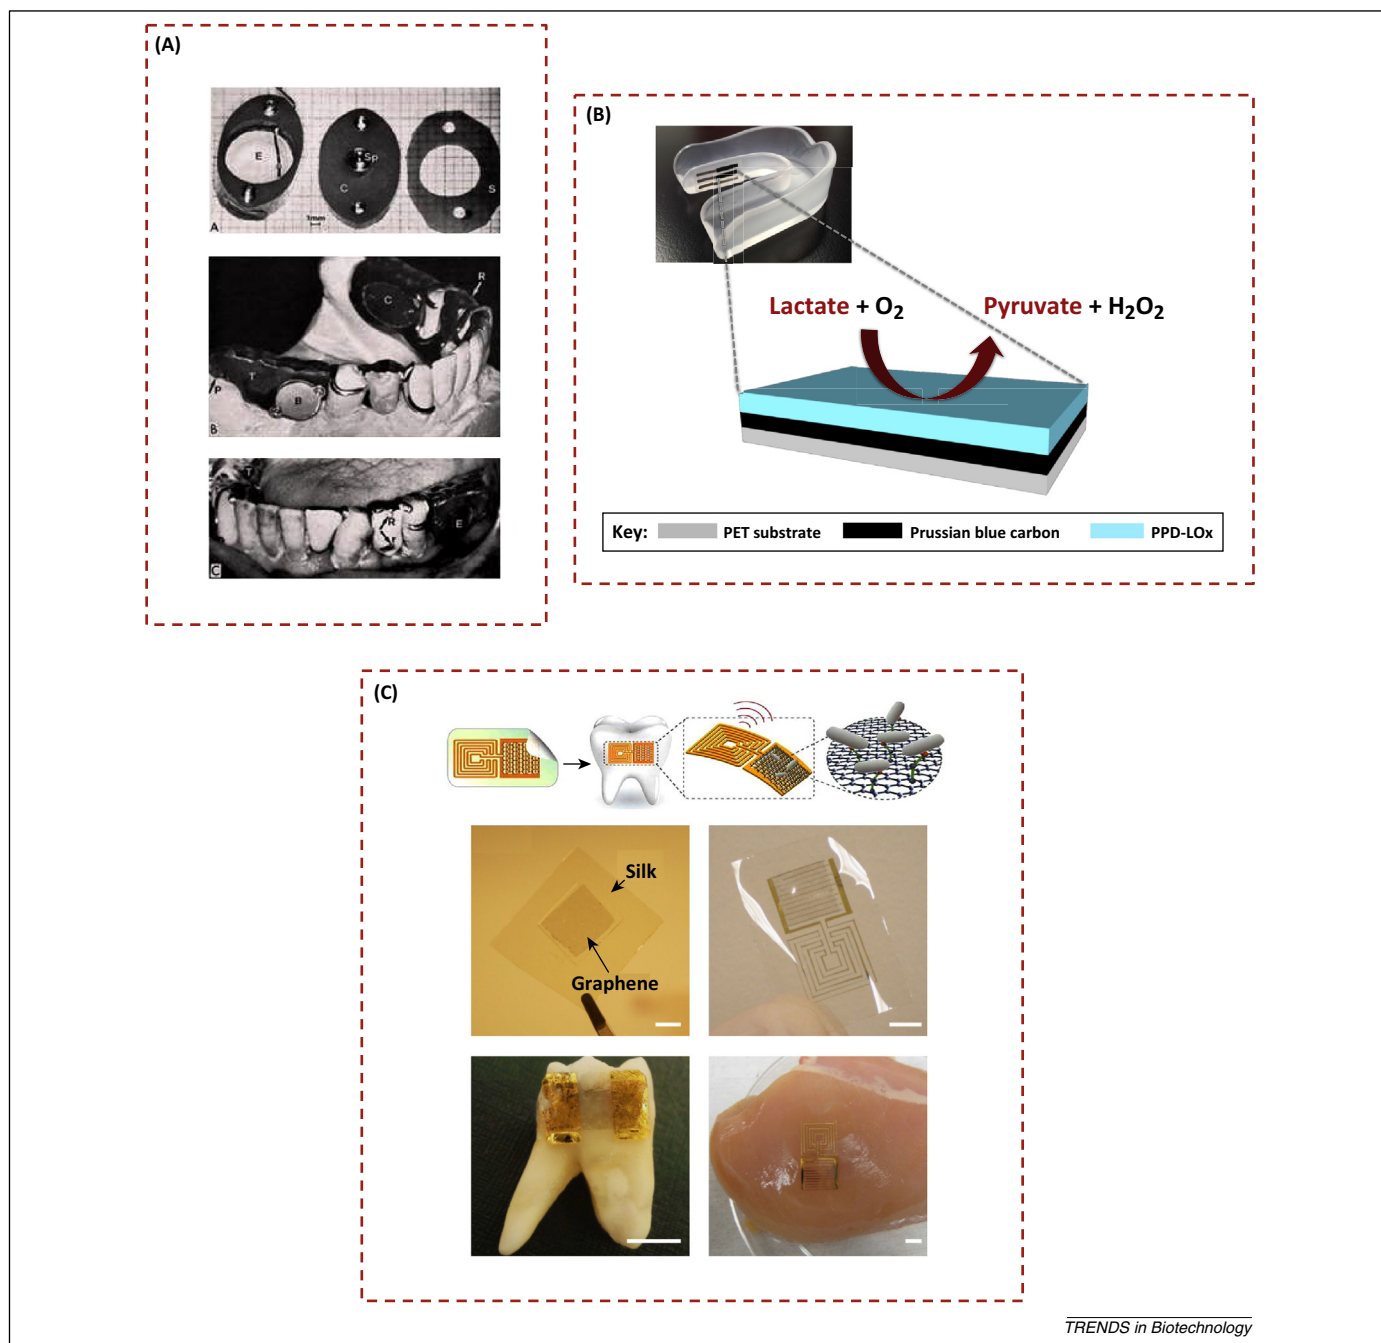 (A)
E
Sp
C
S
1mm
A
R
C
T
P
B
B
T
R
E
C
(B)
Lactate + O₂
Pyruvate + H₂O₂
Key: PET substrate Prussian blue carbon PPD-LOx
(C)
Silk
Graphene
TRENDS in Biotechnology